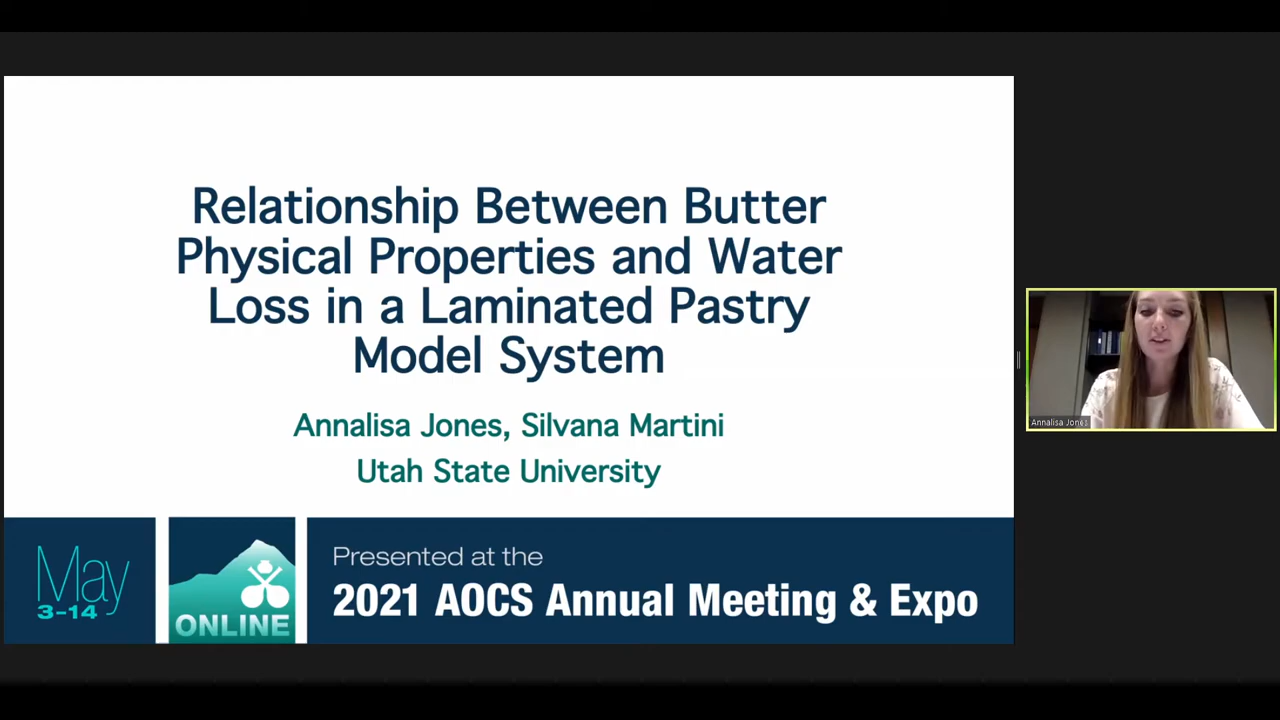 Relationship Between Butter
Physical Properties and Water
Loss in a Laminated Pastry
Model System
Annalisa Jones, Silvana Martini
Utah State University
May
3-14
ONLINE
Presented at the
2021 AOCS Annual Meeting & Expo
Annalisa Jones